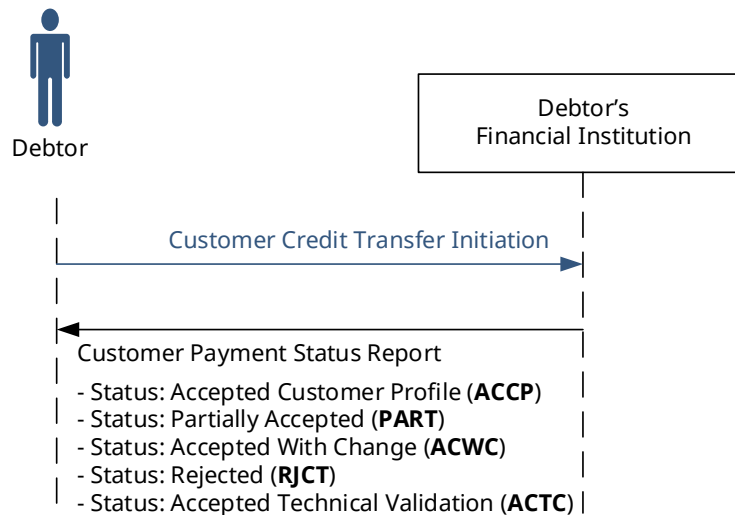 Debtor
Debtor's
Financial Institution
Customer Credit Transfer Initiation
Customer Payment Status Report
- Status: Accepted Customer Profile (ACCP)
- Status: Partially Accepted (PART)
- Status: Accepted With Change (ACWC)
- Status: Rejected (RJCT)
- Status: Accepted Technical Validation (ACTC)